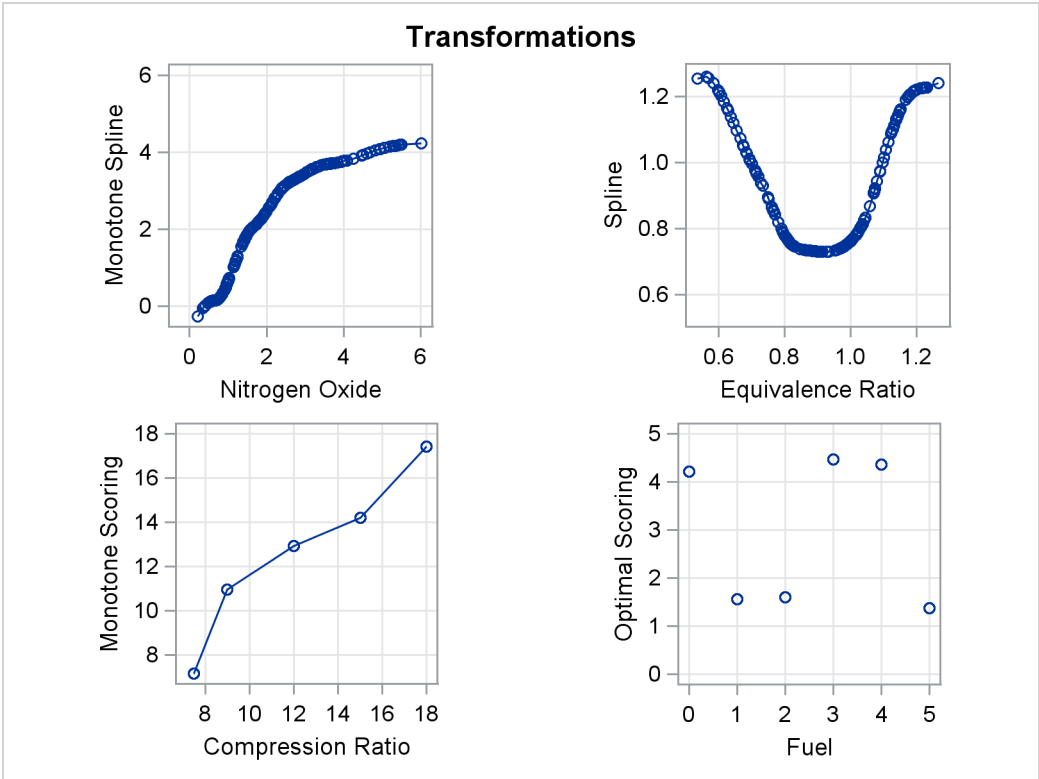 Transformations
Monotone Spline
6
4
2
0
0 2 4 6
Nitrogen Oxide
Spline
1.2
1.0
0.8
0.6
0.6 0.8 1.0 1.2
Equivalence Ratio
Monotone Scoring
18
16
14
12
10
8
8 10 12 14 16 18
Compression Ratio
Optimal Scoring
5
4
3
2
1
0
0 1 2 3 4 5
Fuel